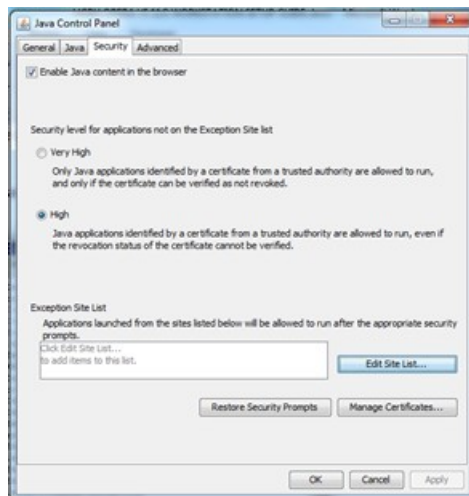 Java Control Panel
General Java Security Advanced
Enable Java content in the browser
Security level for applications not on the Exception Site list
Very High
Only Java applications identified by a certificate from a trusted authority are allowed to run,
and only if the certificate can be verified as not revoked.
High
Java applications identified by a certificate from a trusted authority are allowed to run, even if
the revocation status of the certificate cannot be verified.
Exception Site List
Applications launched from the sites listed below will be allowed to run after the appropriate security
prompts.
Click Edit Site List...
to add items to this list.
Edit Site List...
Restore Security Prompts Manage Certificates...
OK Cancel Apply